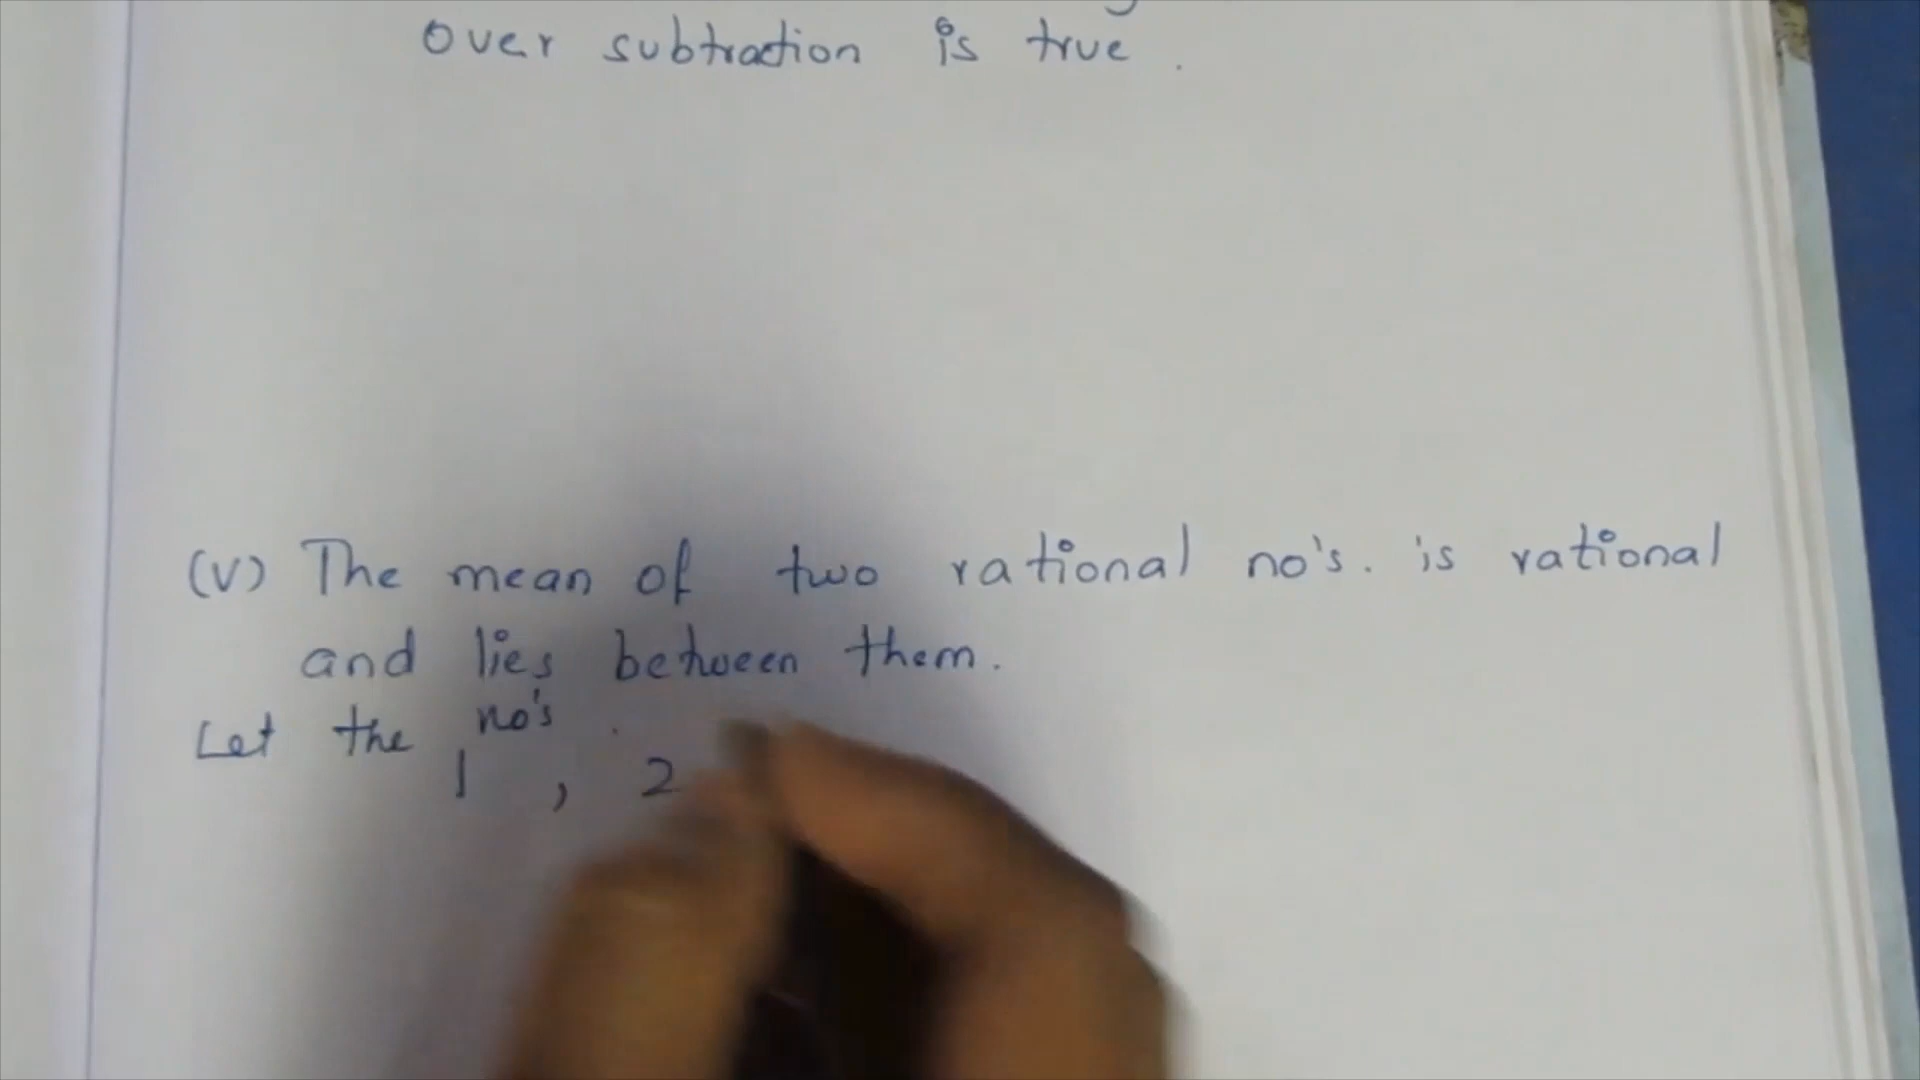 over subtraction is true.
(v) The mean of two rational no's. is rational
and lies between them.
Let the no's
1 , 2